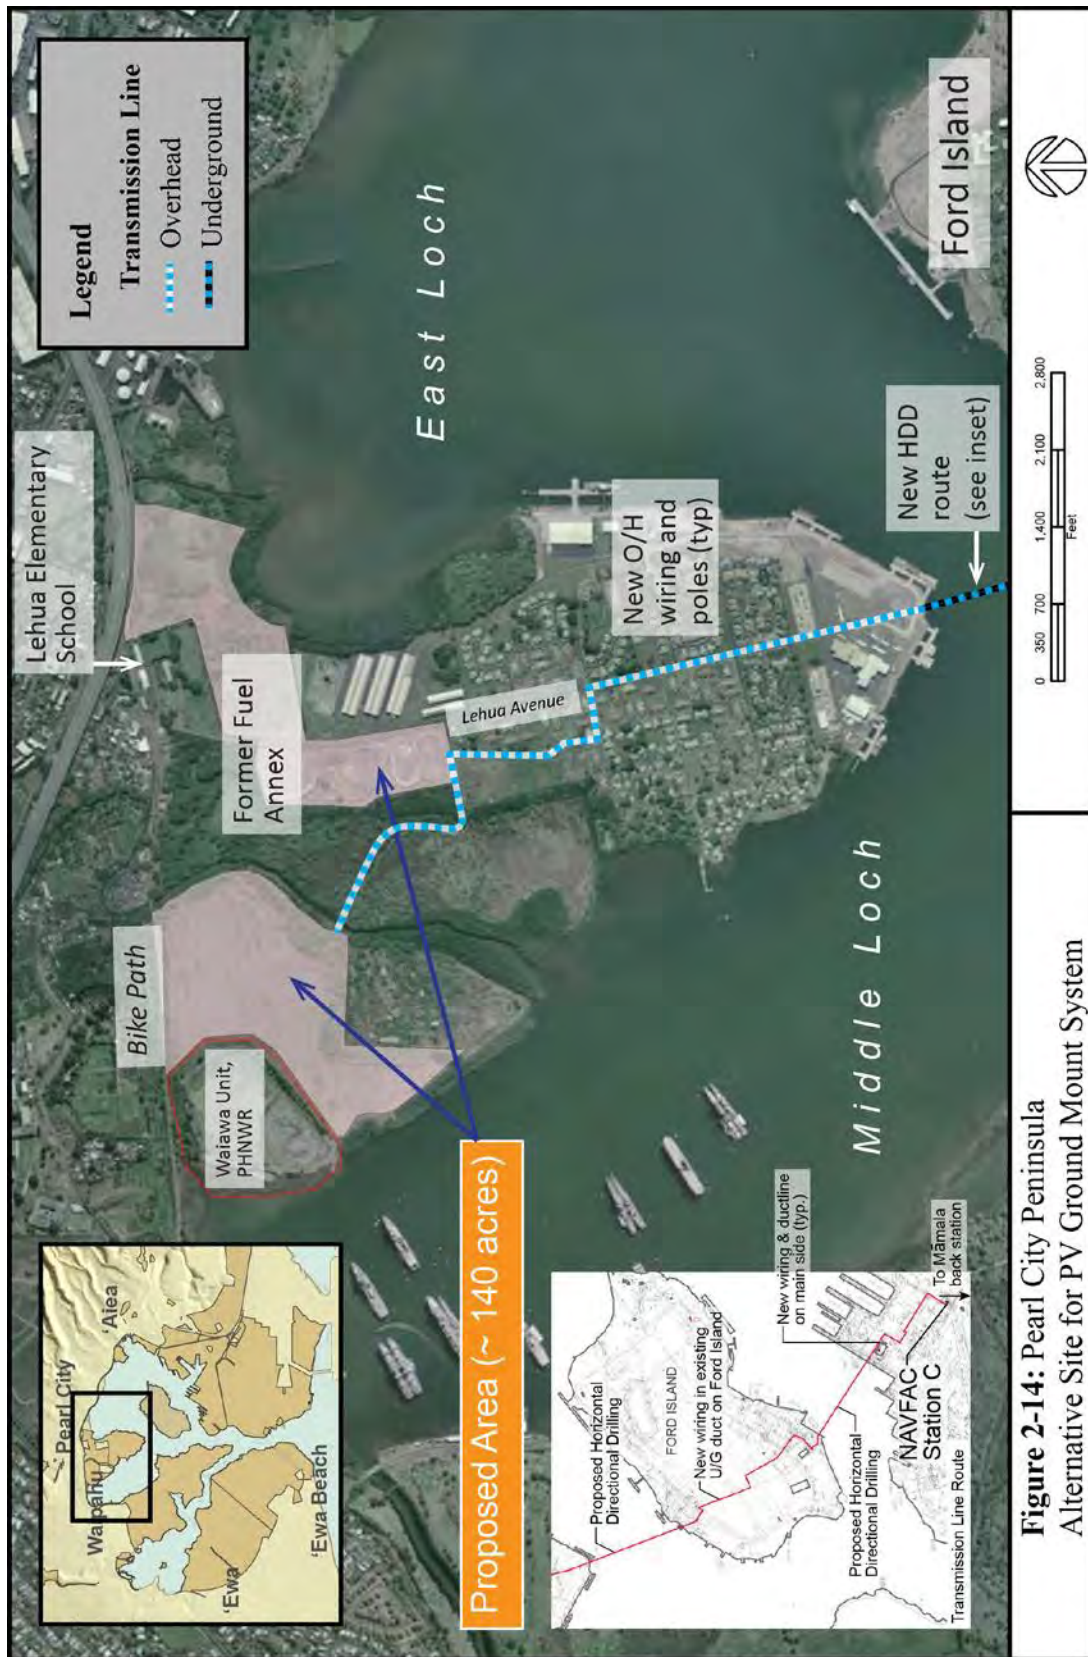 Pearl City
Waipahu
'Aiea
'Ewa
'Ewa Beach
Bike Path
Waiawa Unit,
PHNWR
Lehua Elementary
School
Former Fuel
Annex
Legend
Transmission Line
Overhead
Underground
Proposed Area (~ 140 acres)
Lehua Avenue
East Loch
New O/H
wiring and
poles (typ)
Middle Loch
Ford Island
New HDD
route
(see inset)
Proposed Horizontal
Directional Drilling
FORD ISLAND
New wiring in existing
U/G duct on Ford Island
New wiring & ductline
on main side (typ.)
Proposed Horizontal
Directional Drilling
NAVFAC
Station C
To Māmala
back station
Transmission Line Route
0 350 700 1,400 2,100 2,800
Feet
Figure 2-14: Pearl City Peninsula
Alternative Site for PV Ground Mount System